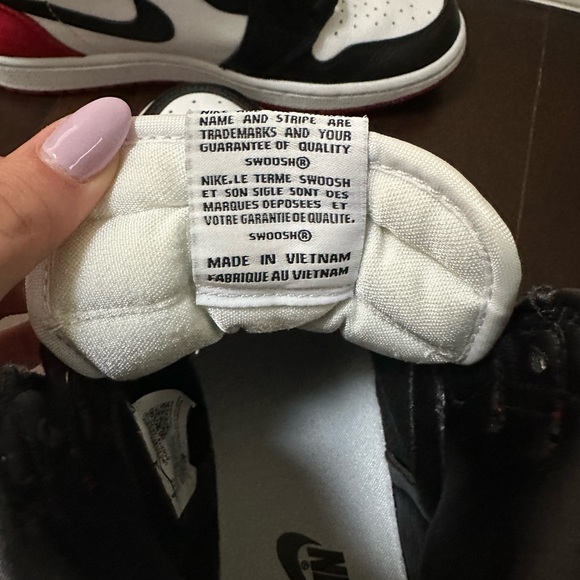 NAME AND STRIPE ARE
TRADEMARKS AND YOUR
GUARANTEE OF QUALITY
SWOOSH®
NIKE.LE TERME SWOOSH
ET SON SIGLE SONT DES
MARQUES DEPOSEES ET
VOTRE GARANTIE DE QUALITE.
SWOOSH®
MADE IN VIETNAM
FABRIQUE AU VIETNAM